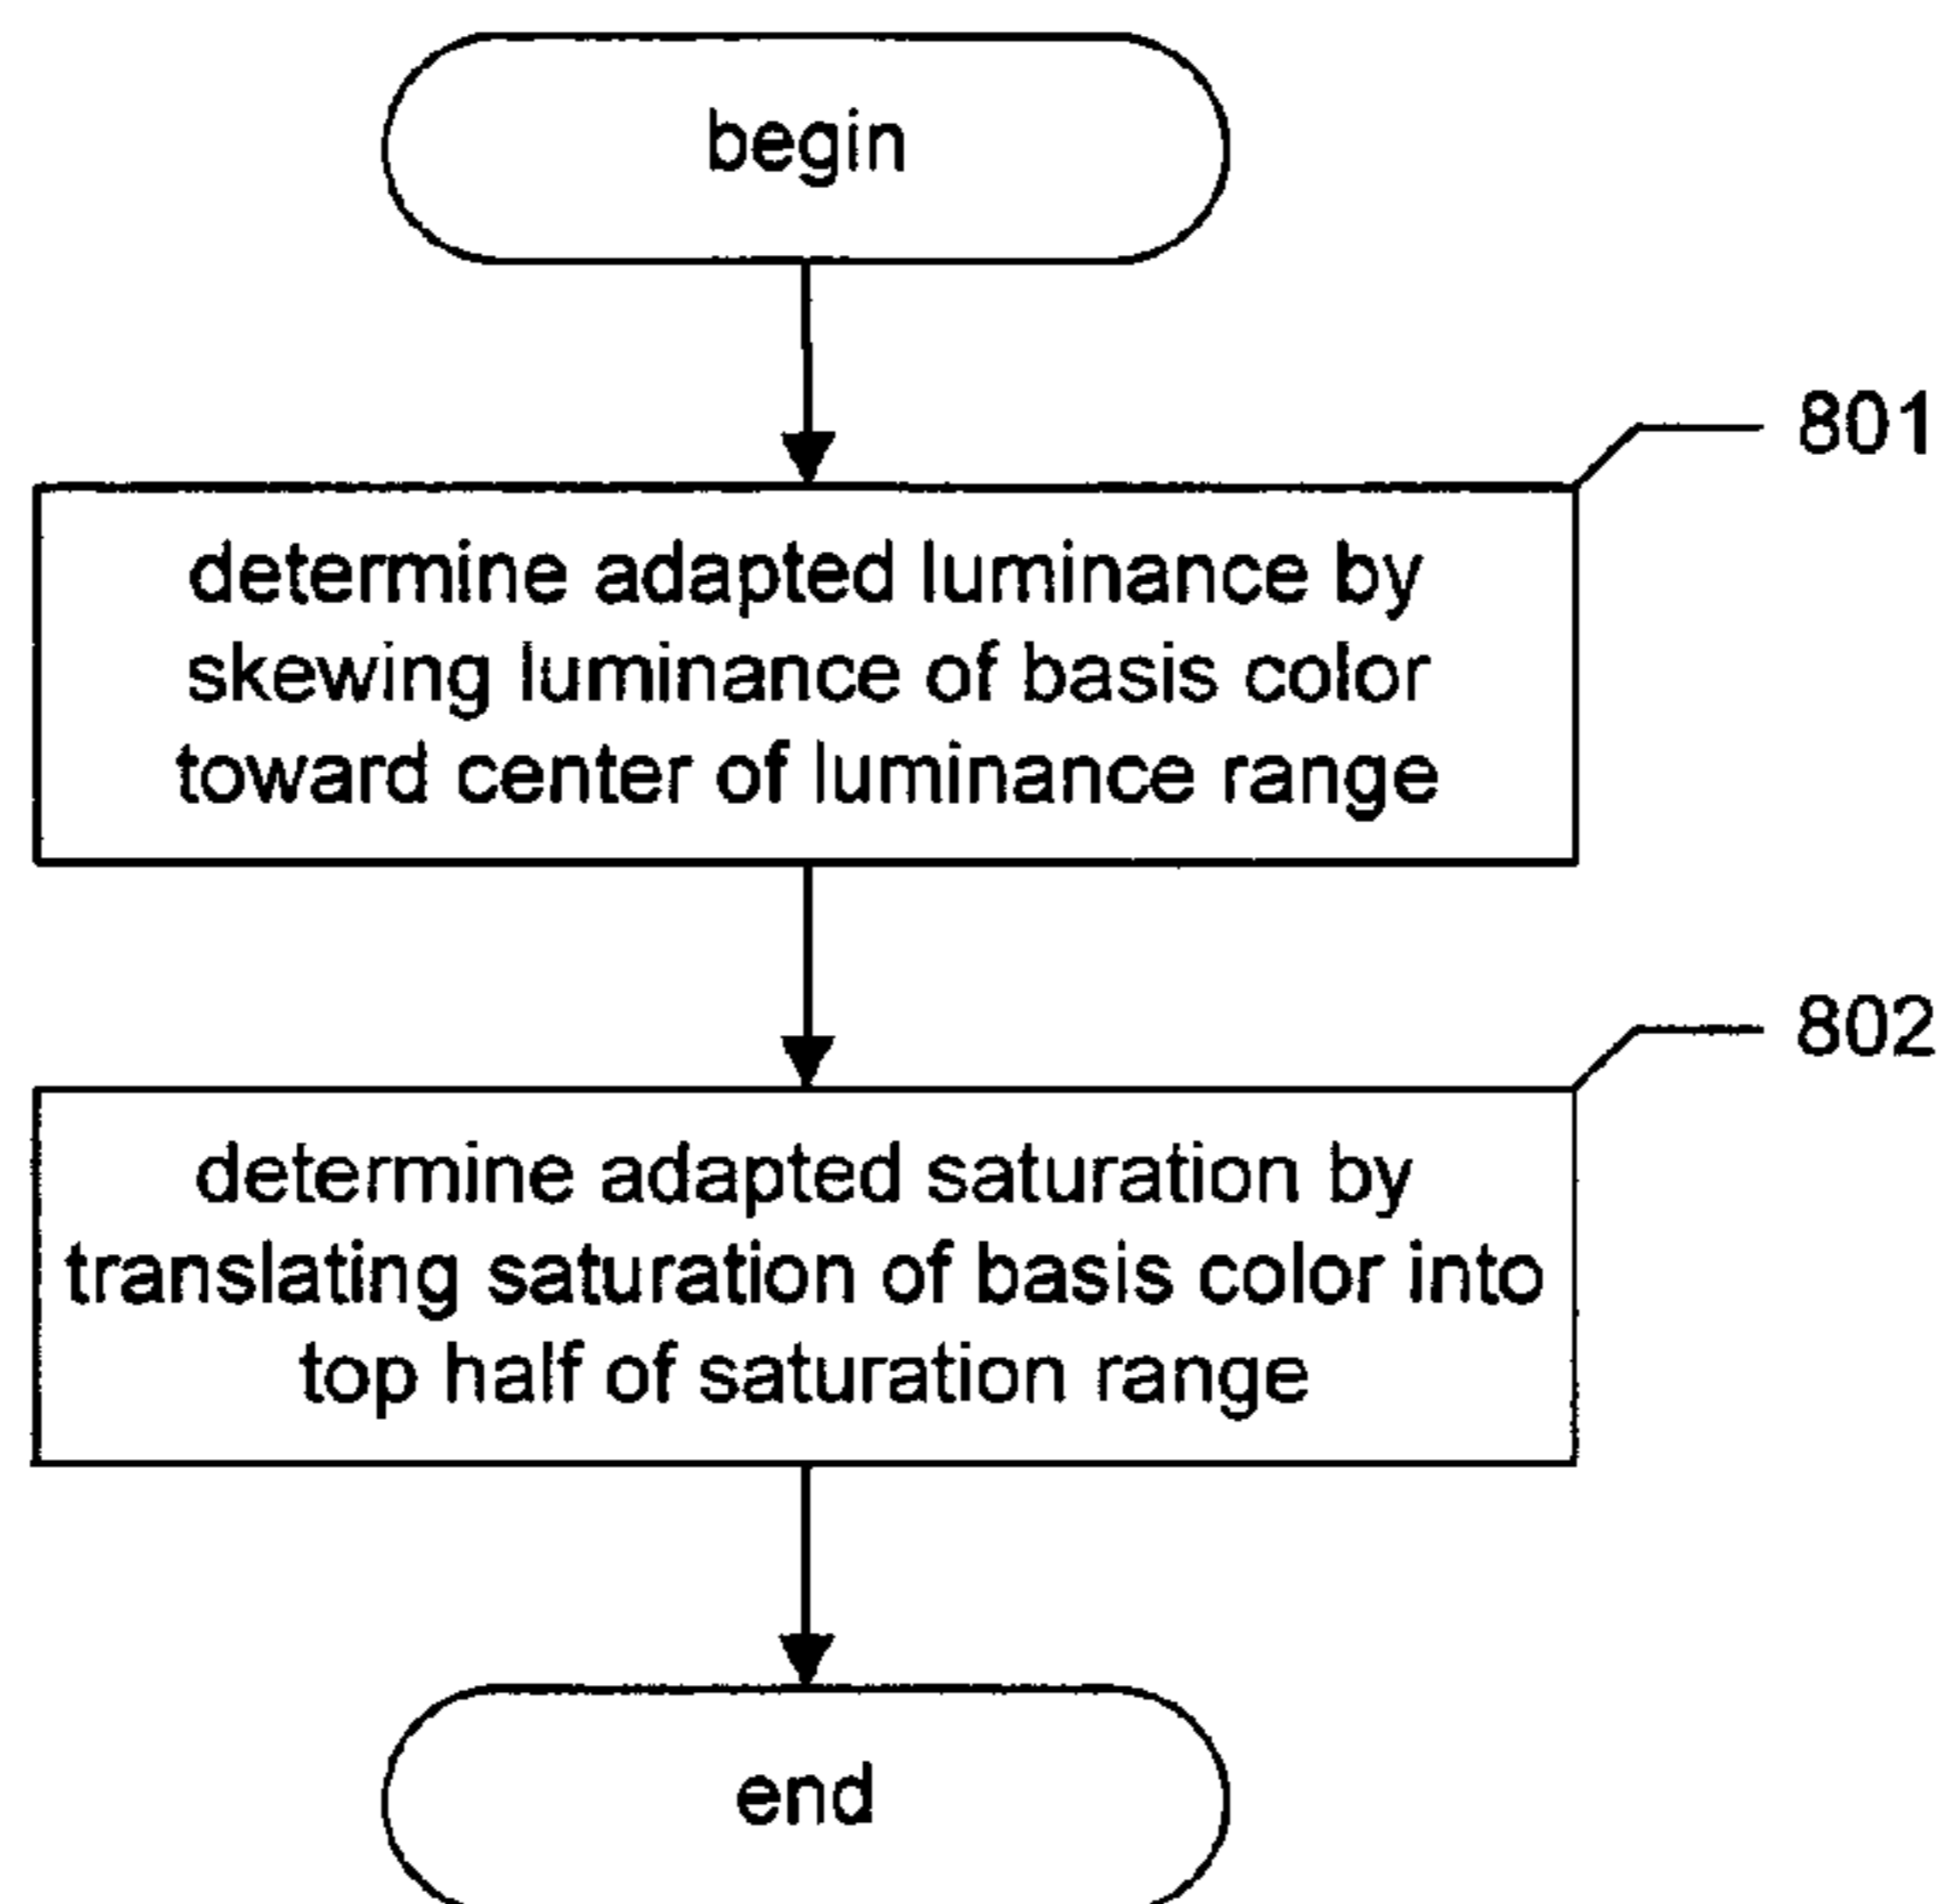 begin
801
determine adapted luminance by
skewing luminance of basis color
toward center of luminance range
802
determine adapted saturation by
translating saturation of basis color into
top half of saturation range
end